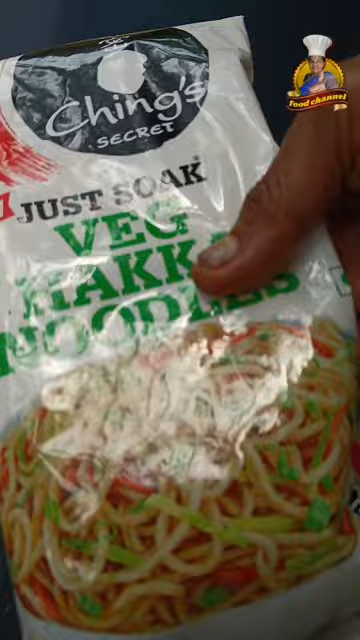 food channel
Ching's
SECRET
JUST SOAK
VEG
HAKKA
NOODLES